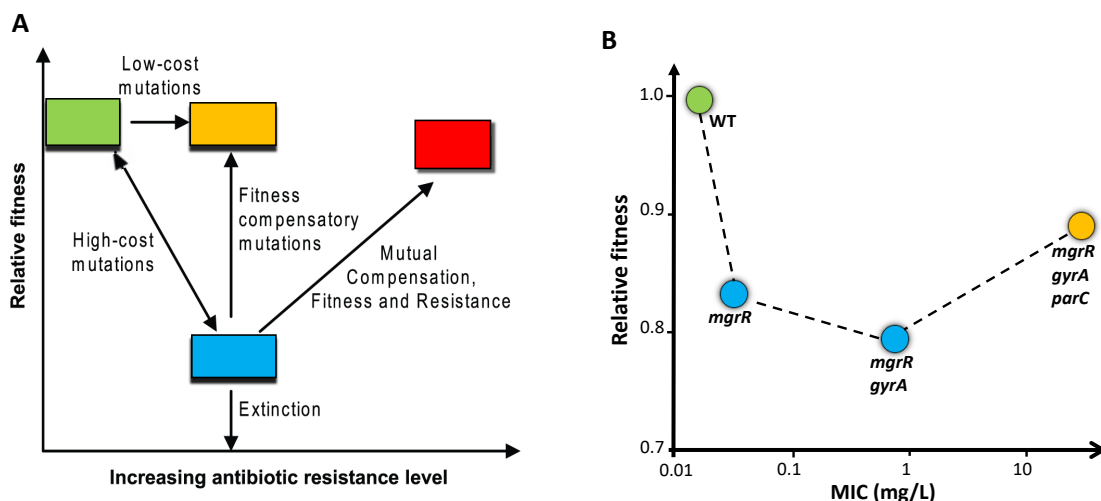 A
Low-cost
mutations
Relative fitness
High-cost
mutations
Fitness
compensatory
mutations
Mutual
Compensation,
Fitness and Resistance
Extinction
Increasing antibiotic resistance level
B
Relative fitness
1.0
0.9
0.8
0.7
WT
mgrR
mgrR
gyrA
mgrR
gyrA
parC
0.01
0.1
1
10
MIC (mg/L)